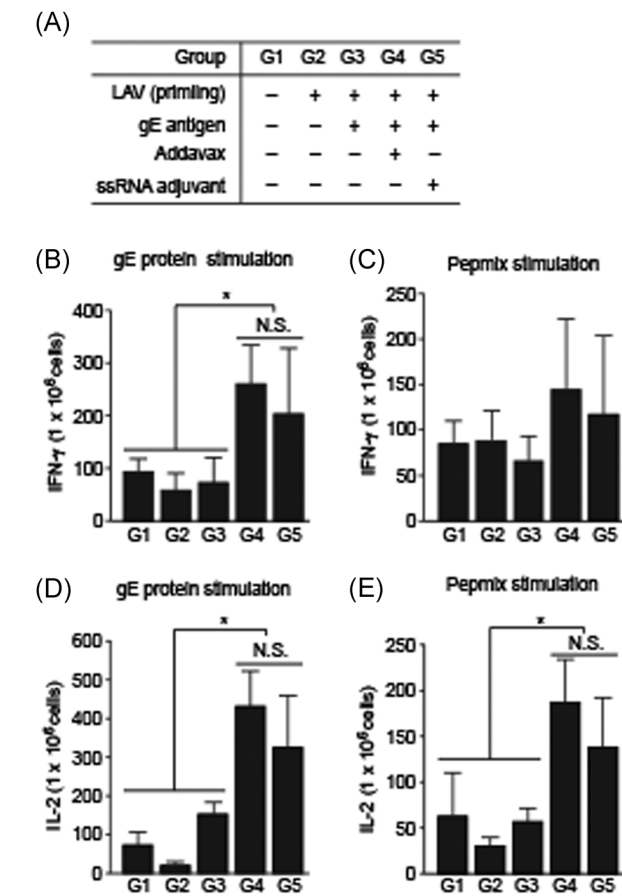 (A)
Group G1 G2 G3 G4 G5
LAV (priming) – + + + +
gE antigen – – + + +
Addavax – – – + –
ssRNA adjuvant – – – – +
(B) gE protein stimulation
IFN-γ (1 x 10⁶cells)
400
300
200
100
0
*
N.S.
G1 G2 G3 G4 G5
(C) Pepmix stimulation
IFN-γ (1 x 10⁶cells)
250
200
150
100
50
0
G1 G2 G3 G4 G5
(D) gE protein stimulation
IL-2 (1 x 10⁶cells)
600
500
400
300
200
100
0
*
N.S.
G1 G2 G3 G4 G5
(E) Pepmix stimulation
IL-2 (1 x 10⁶cells)
250
200
150
100
50
0
*
N.S.
G1 G2 G3 G4 G5